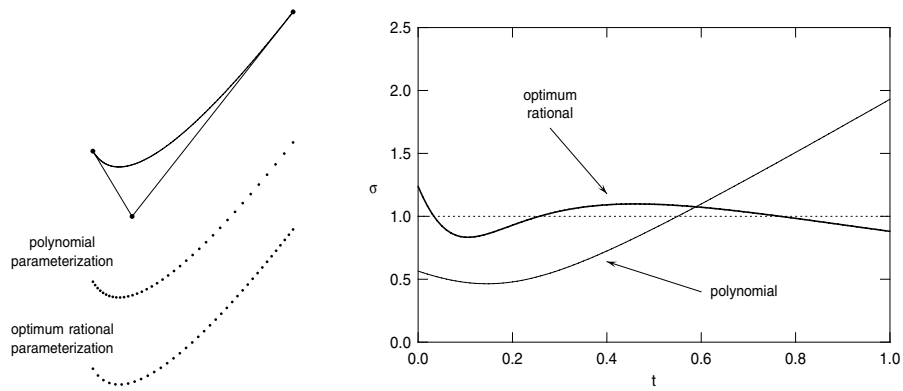 polynomial
parameterization
optimum rational
parameterization
2.5
2.0
1.5
1.0
0.5
0.0
σ
optimum
rational
polynomial
0.0 0.2 0.4 0.6 0.8 1.0
t